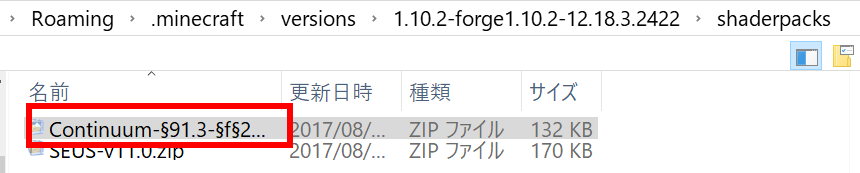 Roaming > .minecraft > versions > 1.10.2-forge1.10.2-12.18.3.2422 > shaderpacks
名前 更新日時 種類 サイズ
Continuum-§91.3-§f§2... 2017/08/... ZIP ファイル 132 KB
SEUS-v11.0.zip 2017/08/... ZIP ファイル 170 KB